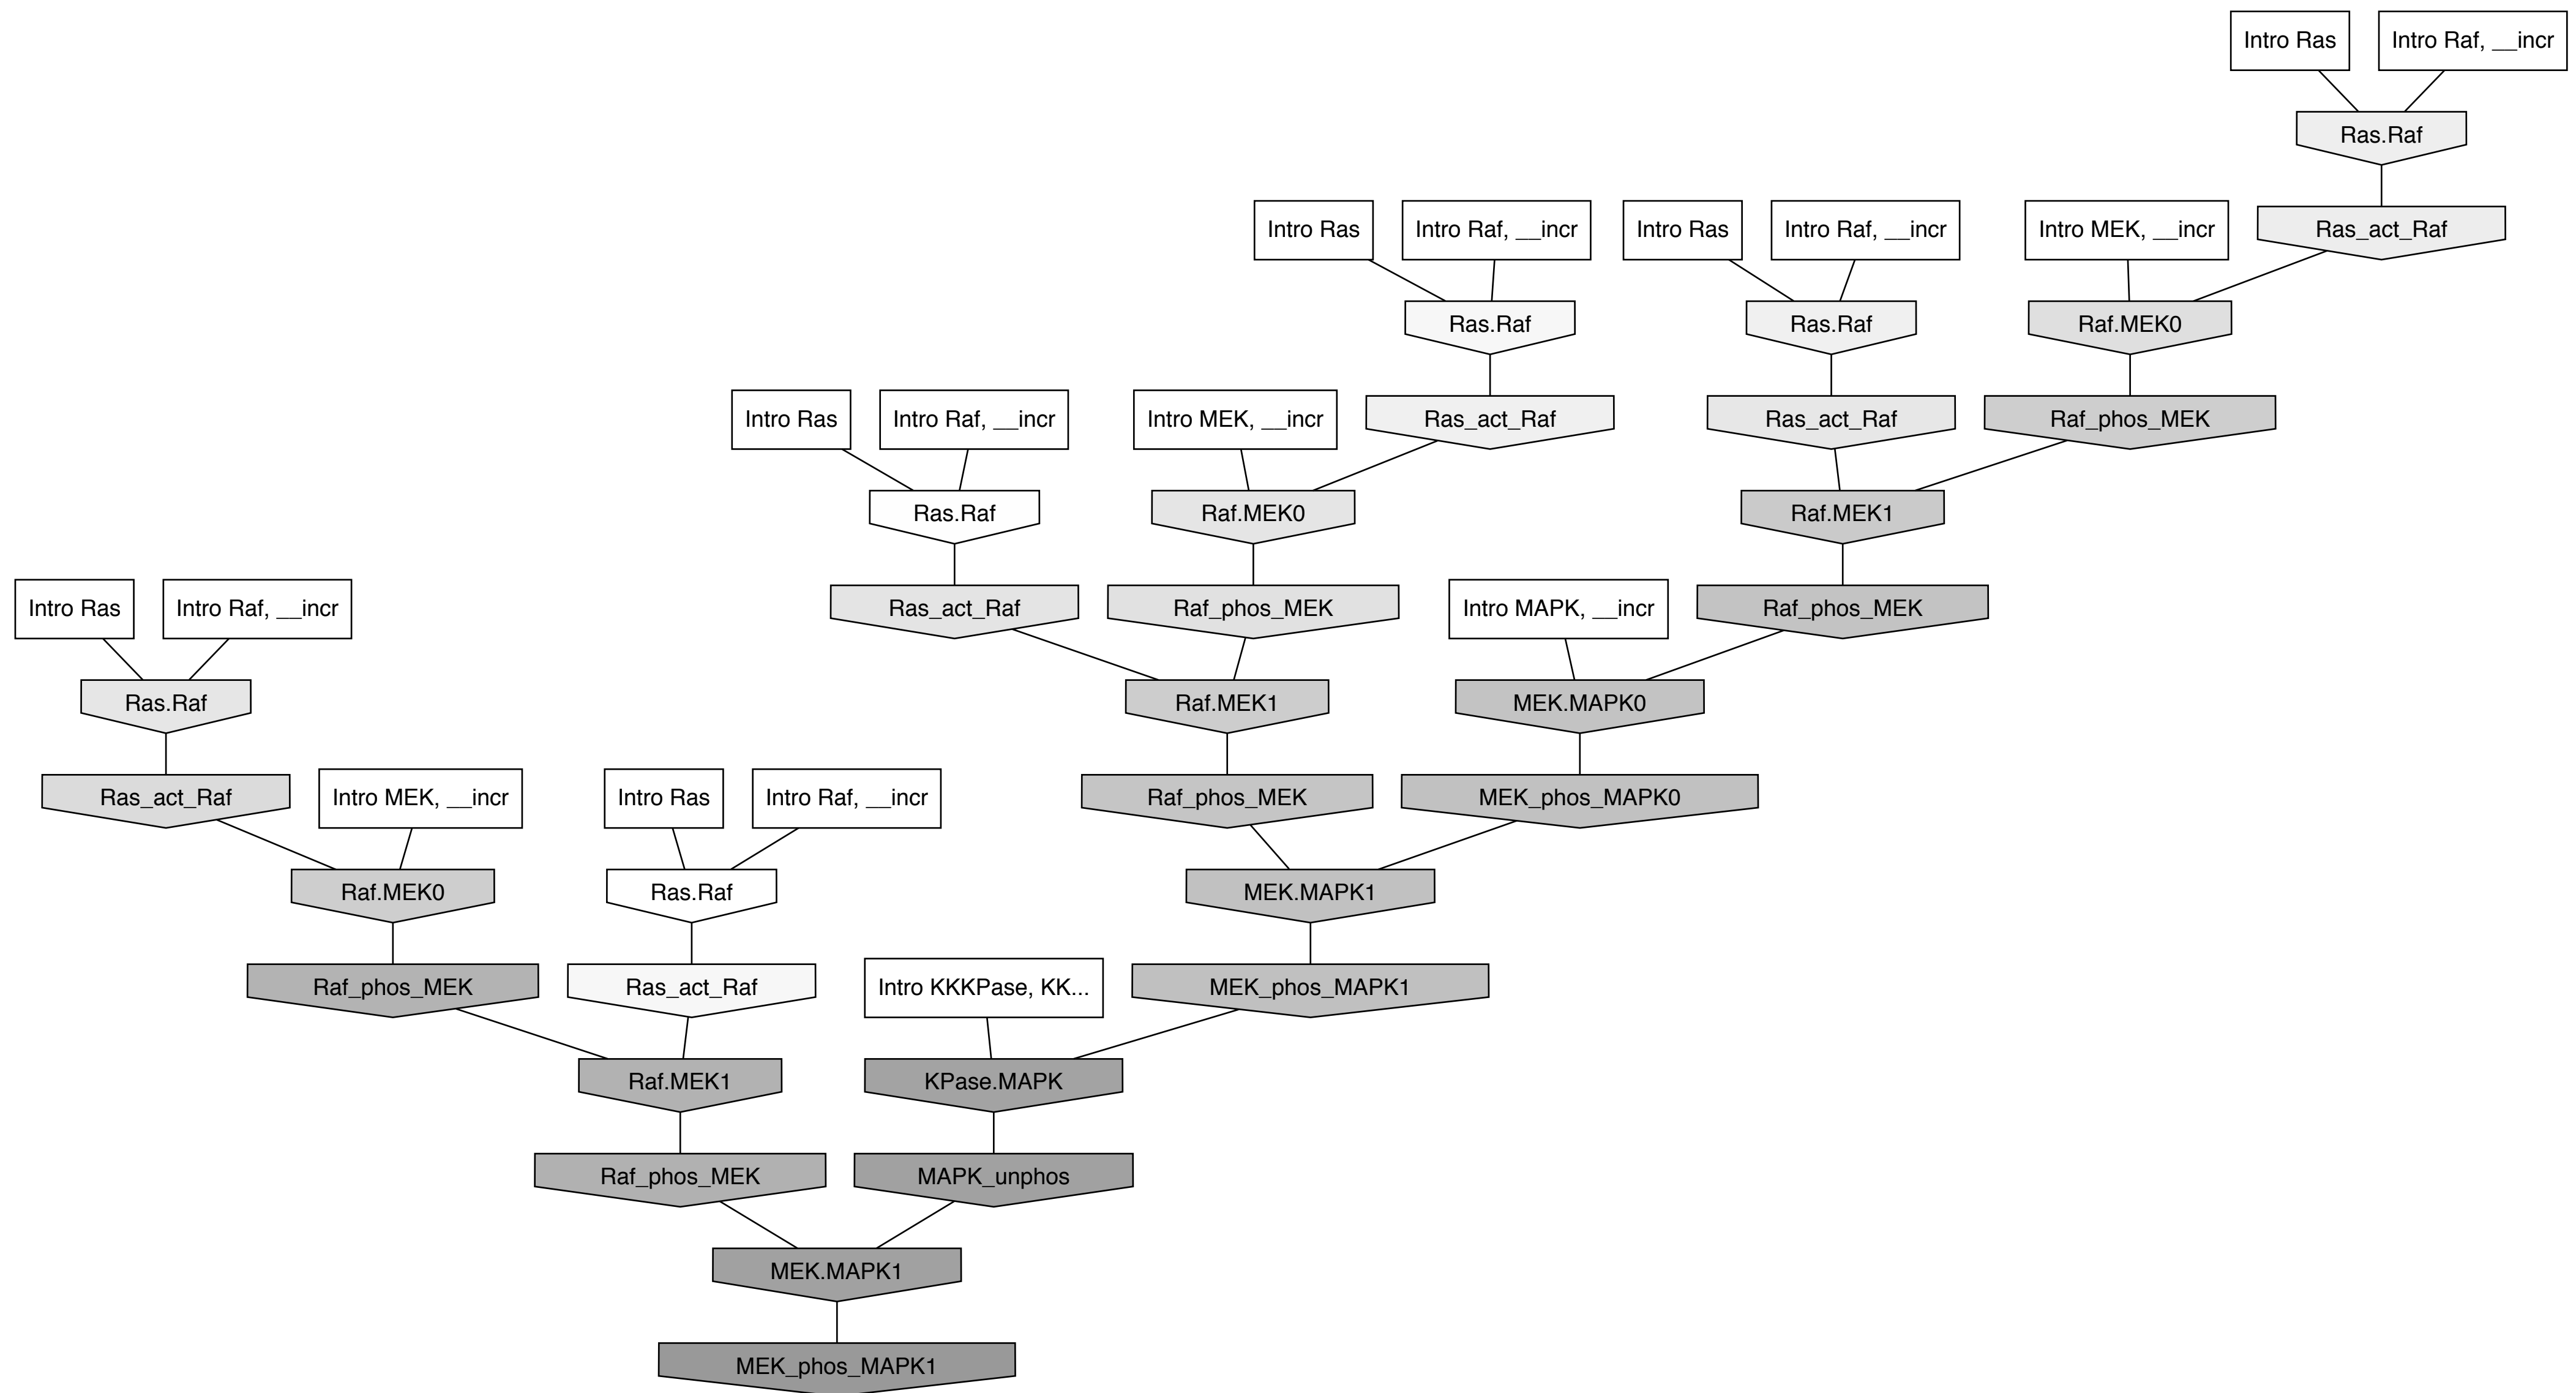 Intro Ras
Intro Raf, __incr
Ras.Raf
Intro Ras
Intro Raf, __incr
Intro Ras
Intro Raf, __incr
Intro MEK, __incr
Ras_act_Raf
Ras.Raf
Ras.Raf
Raf.MEK0
Intro Ras
Intro Raf, __incr
Intro MEK, __incr
Ras_act_Raf
Ras_act_Raf
Raf_phos_MEK
Ras.Raf
Raf.MEK0
Raf.MEK1
Intro Ras
Intro Raf, __incr
Ras_act_Raf
Raf_phos_MEK
Intro MAPK, __incr
Raf_phos_MEK
Ras.Raf
Raf.MEK1
MEK.MAPK0
Ras_act_Raf
Intro MEK, __incr
Intro Ras
Intro Raf, __incr
Raf_phos_MEK
MEK_phos_MAPK0
Raf.MEK0
Ras.Raf
MEK.MAPK1
Raf_phos_MEK
Ras_act_Raf
Intro KKKPase, KK...
MEK_phos_MAPK1
Raf.MEK1
KPase.MAPK
Raf_phos_MEK
MAPK_unphos
MEK.MAPK1
MEK_phos_MAPK1